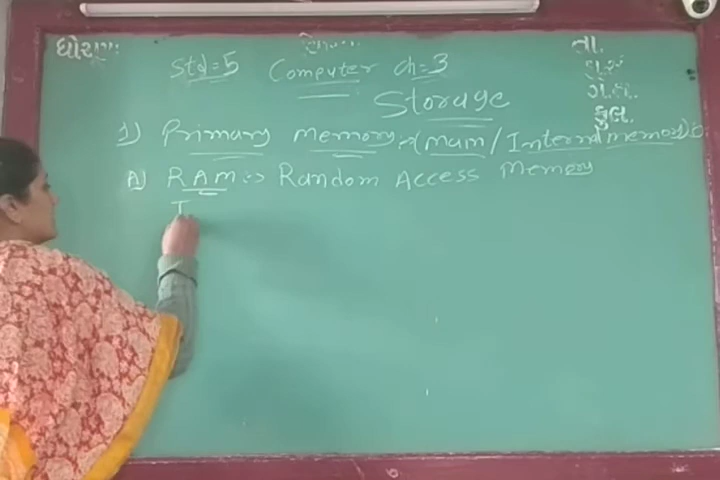 ધોરણ
તા.
Std=5 Computer ch=3
Storage
કુલ.
1) Primary Memory :→ (Main / Internal memory) :
A) RAM :-> Random Access Memory
I